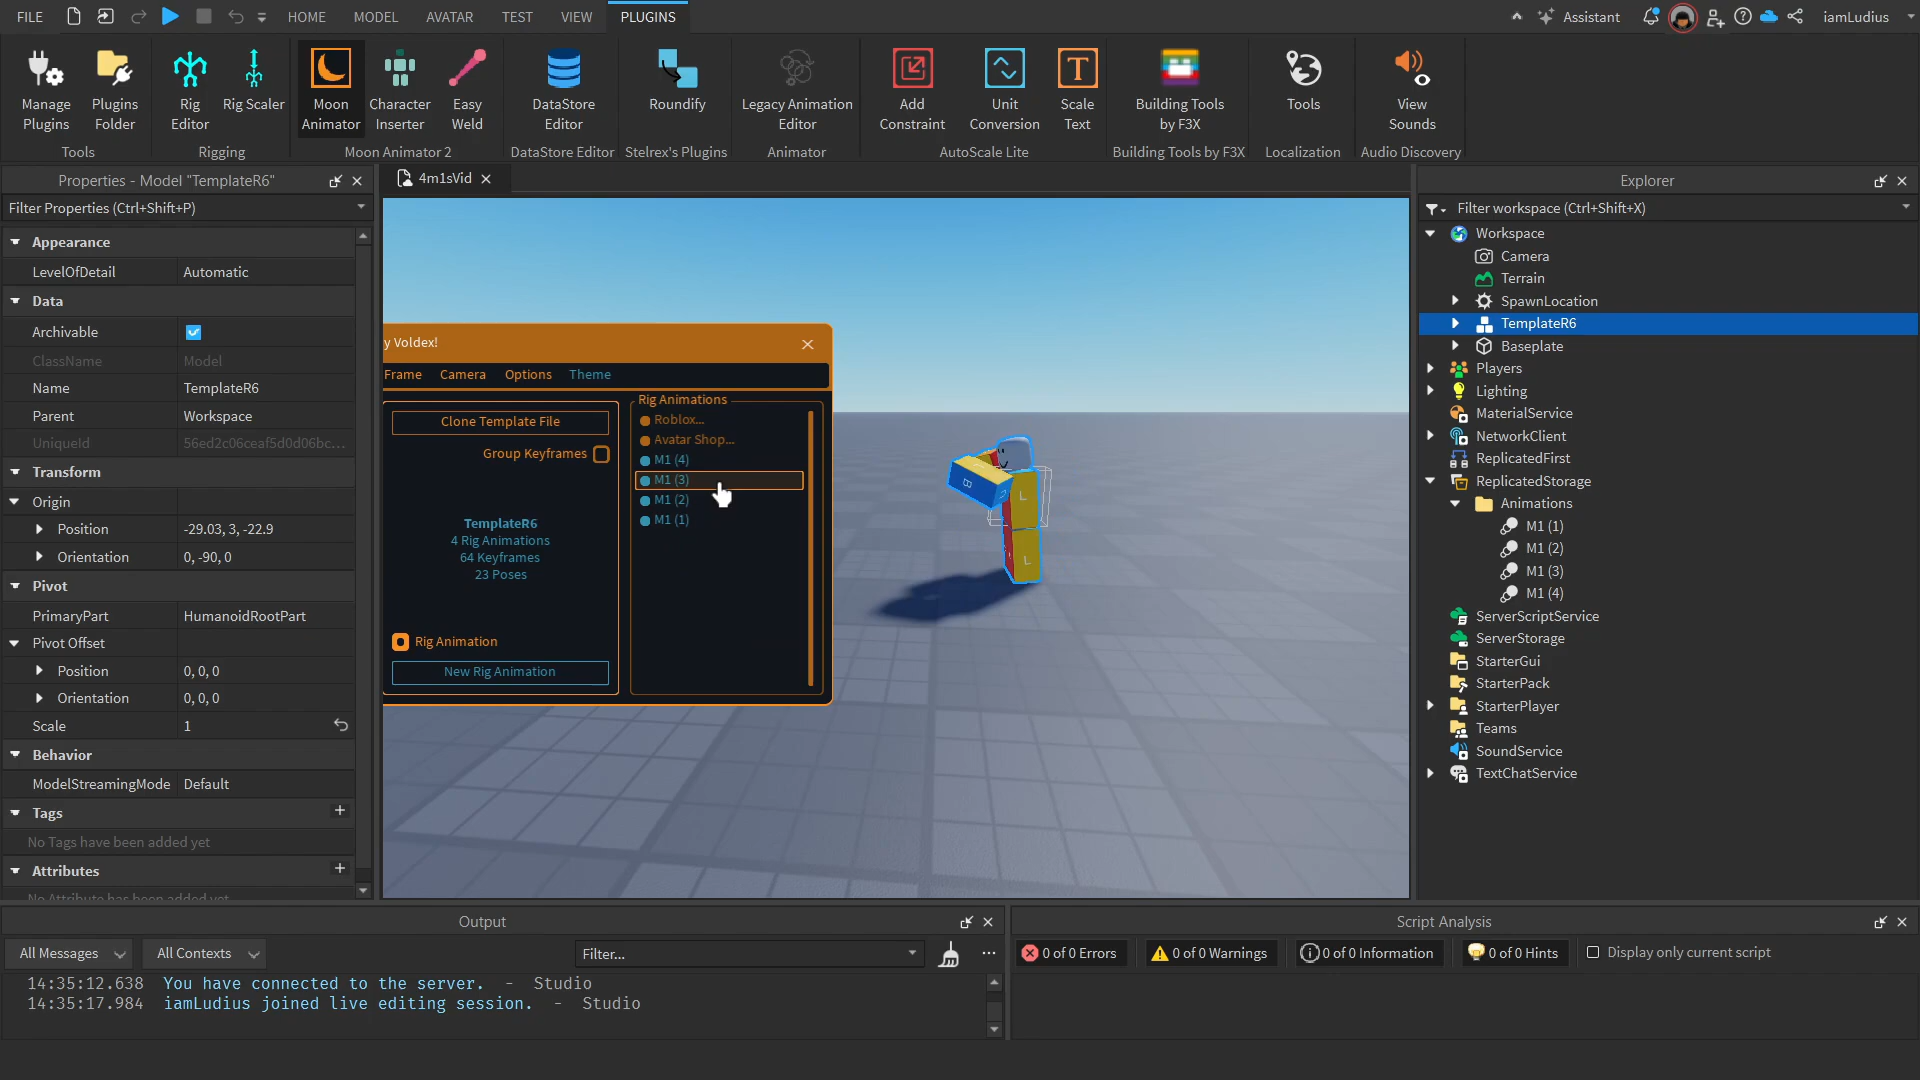 FILE HOME MODEL AVATAR TEST VIEW PLUGINS Assistant iamLudius
Manage Plugins
Plugins Folder
Rig Editor
Rig Scaler
Moon Animator
Character Inserter
Easy Weld
DataStore Editor
Roundify
Legacy Animation Editor
Add Constraint
Unit Conversion
Scale Text
Building Tools by F3X
Tools
View Sounds
Tools Rigging Moon Animator 2 DataStore Editor Stelrex's Plugins Animator AutoScale Lite Building Tools by F3X Localization Audio Discovery
Properties - Model "TemplateR6"
Filter Properties (Ctrl+Shift+P)
Appearance
LevelOfDetail Automatic
Data
Archivable
ClassName Model
Name TemplateR6
Parent Workspace
UniqueId 56ed2c06ceaf5d0d06bc...
Transform
Origin
Position -29.03, 3, -22.9
Orientation 0, -90, 0
Pivot
PrimaryPart HumanoidRootPart
Pivot Offset
Position 0, 0, 0
Orientation 0, 0, 0
Scale 1
Behavior
ModelStreamingMode Default
Tags
No Tags have been added yet
Attributes
No Attribute has been added yet
4m1sVid
y Voldex!
Frame Camera Options Theme
Clone Template File
Group Keyframes
TemplateR6
4 Rig Animations
64 Keyframes
23 Poses
Rig Animation
New Rig Animation
Rig Animations
Roblox...
Avatar Shop...
M1 (4)
M1 (3)
M1 (2)
M1 (1)
B
L
L
Explorer
Filter workspace (Ctrl+Shift+X)
Workspace
Camera
Terrain
SpawnLocation
TemplateR6
Baseplate
Players
Lighting
MaterialService
NetworkClient
ReplicatedFirst
ReplicatedStorage
Animations
M1 (1)
M1 (2)
M1 (3)
M1 (4)
ServerScriptService
ServerStorage
StarterGui
StarterPack
StarterPlayer
Teams
SoundService
TextChatService
Output
All Messages All Contexts Filter...
14:35:12.638 You have connected to the server. - Studio
14:35:17.984 iamLudius joined live editing session. - Studio
Script Analysis
0 of 0 Errors 0 of 0 Warnings 0 of 0 Information 0 of 0 Hints Display only current script